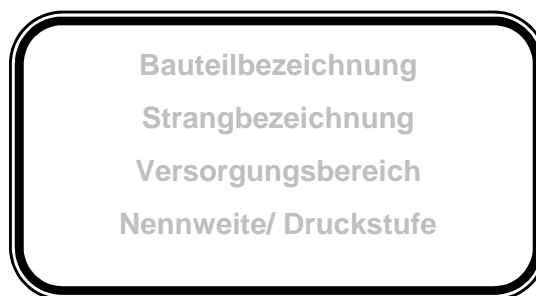 Bauteilbezeichnung
Strangbezeichnung
Versorgungsbereich
Nennweite/ Druckstufe